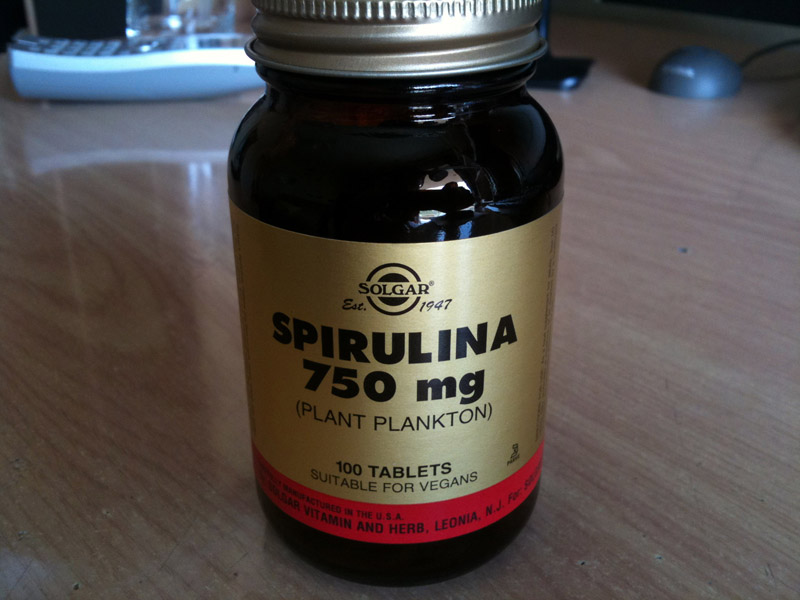 SOLGAR®
Est. 1947
SPIRULINA
750 mg
(PLANT PLANKTON)
100 TABLETS
SUITABLE FOR VEGANS
MANUFACTURED IN THE U.S.A.
SOLGAR VITAMIN AND HERB, LEONIA, N.J. For